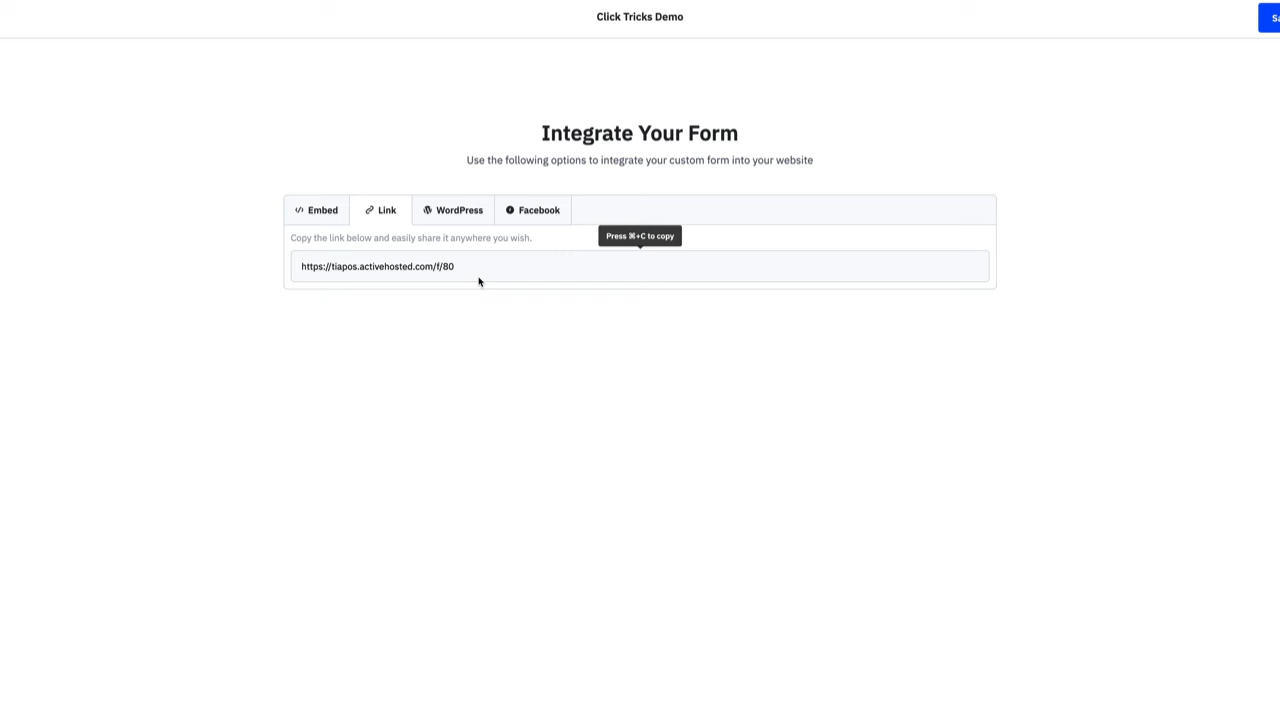 Click Tricks Demo
Integrate Your Form
Use the following options to integrate your custom form into your website
Embed
Link
WordPress
Facebook
Copy the link below and easily share it anywhere you wish.
Press ⌘+C to copy
https://tiapos.activehosted.com/f/80